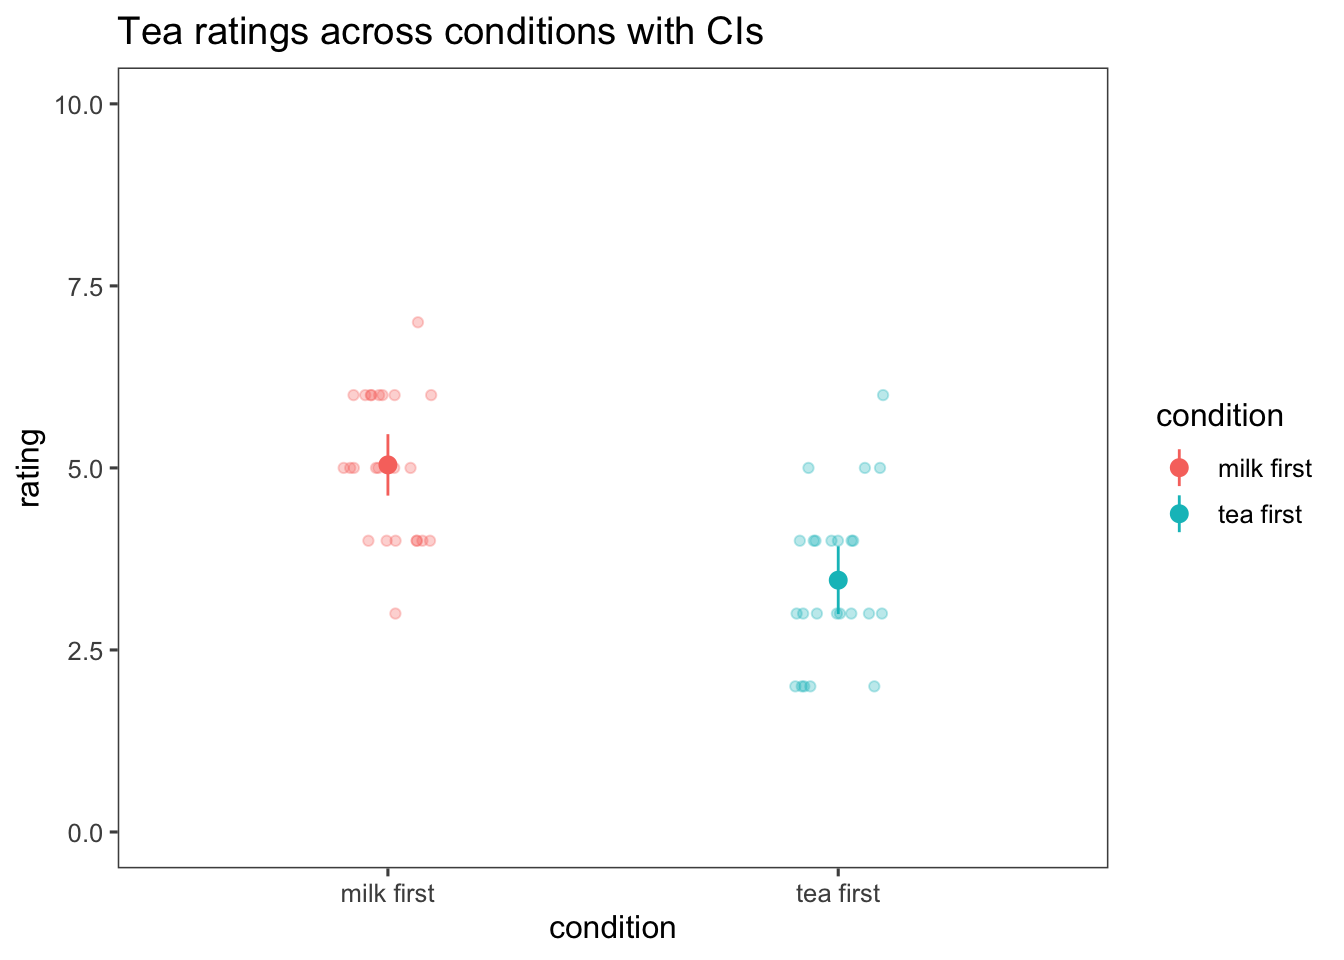 Tea ratings across conditions with CIs
10.0
7.5
5.0
2.5
0.0
rating
milk first
tea first
condition
condition
milk first
tea first